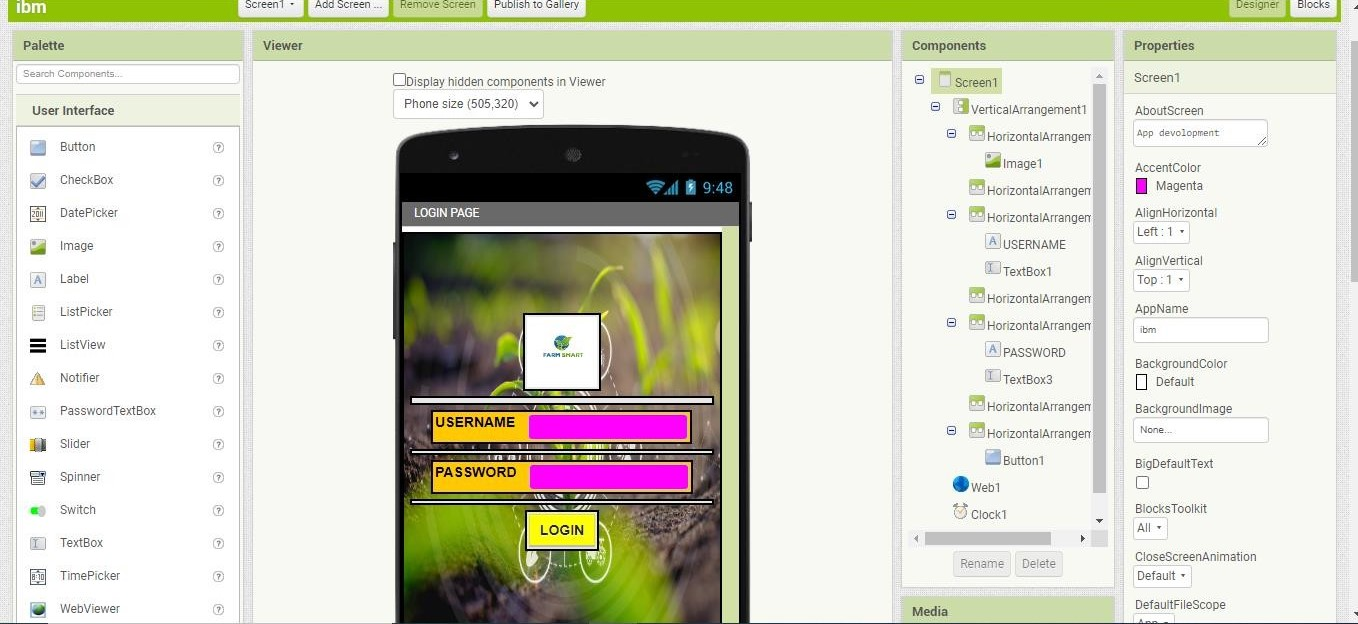 ibm
Screen1
Add Screen ...
Remove Screen
Publish to Gallery
Designer
Blocks
Palette
Search Components...
User Interface
Button
CheckBox
DatePicker
Image
Label
ListPicker
ListView
Notifier
PasswordTextBox
Slider
Spinner
Switch
TextBox
TimePicker
WebViewer
Viewer
Display hidden components in Viewer
Phone size (505,320)
9:48
LOGIN PAGE
FARM SMART
USERNAME
PASSWORD
LOGIN
Components
Screen1
VerticalArrangement1
HorizontalArrangem
Image1
HorizontalArrangem
HorizontalArrangem
USERNAME
TextBox1
HorizontalArrangem
HorizontalArrangem
PASSWORD
TextBox3
HorizontalArrangem
HorizontalArrangem
Button1
Web1
Clock1
Rename
Delete
Media
Properties
Screen1
AboutScreen
App devolopment
AccentColor
Magenta
AlignHorizontal
Left : 1
AlignVertical
Top : 1
AppName
ibm
BackgroundColor
Default
BackgroundImage
None...
BigDefaultText
BlocksToolkit
All
CloseScreenAnimation
Default
DefaultFileScope
App